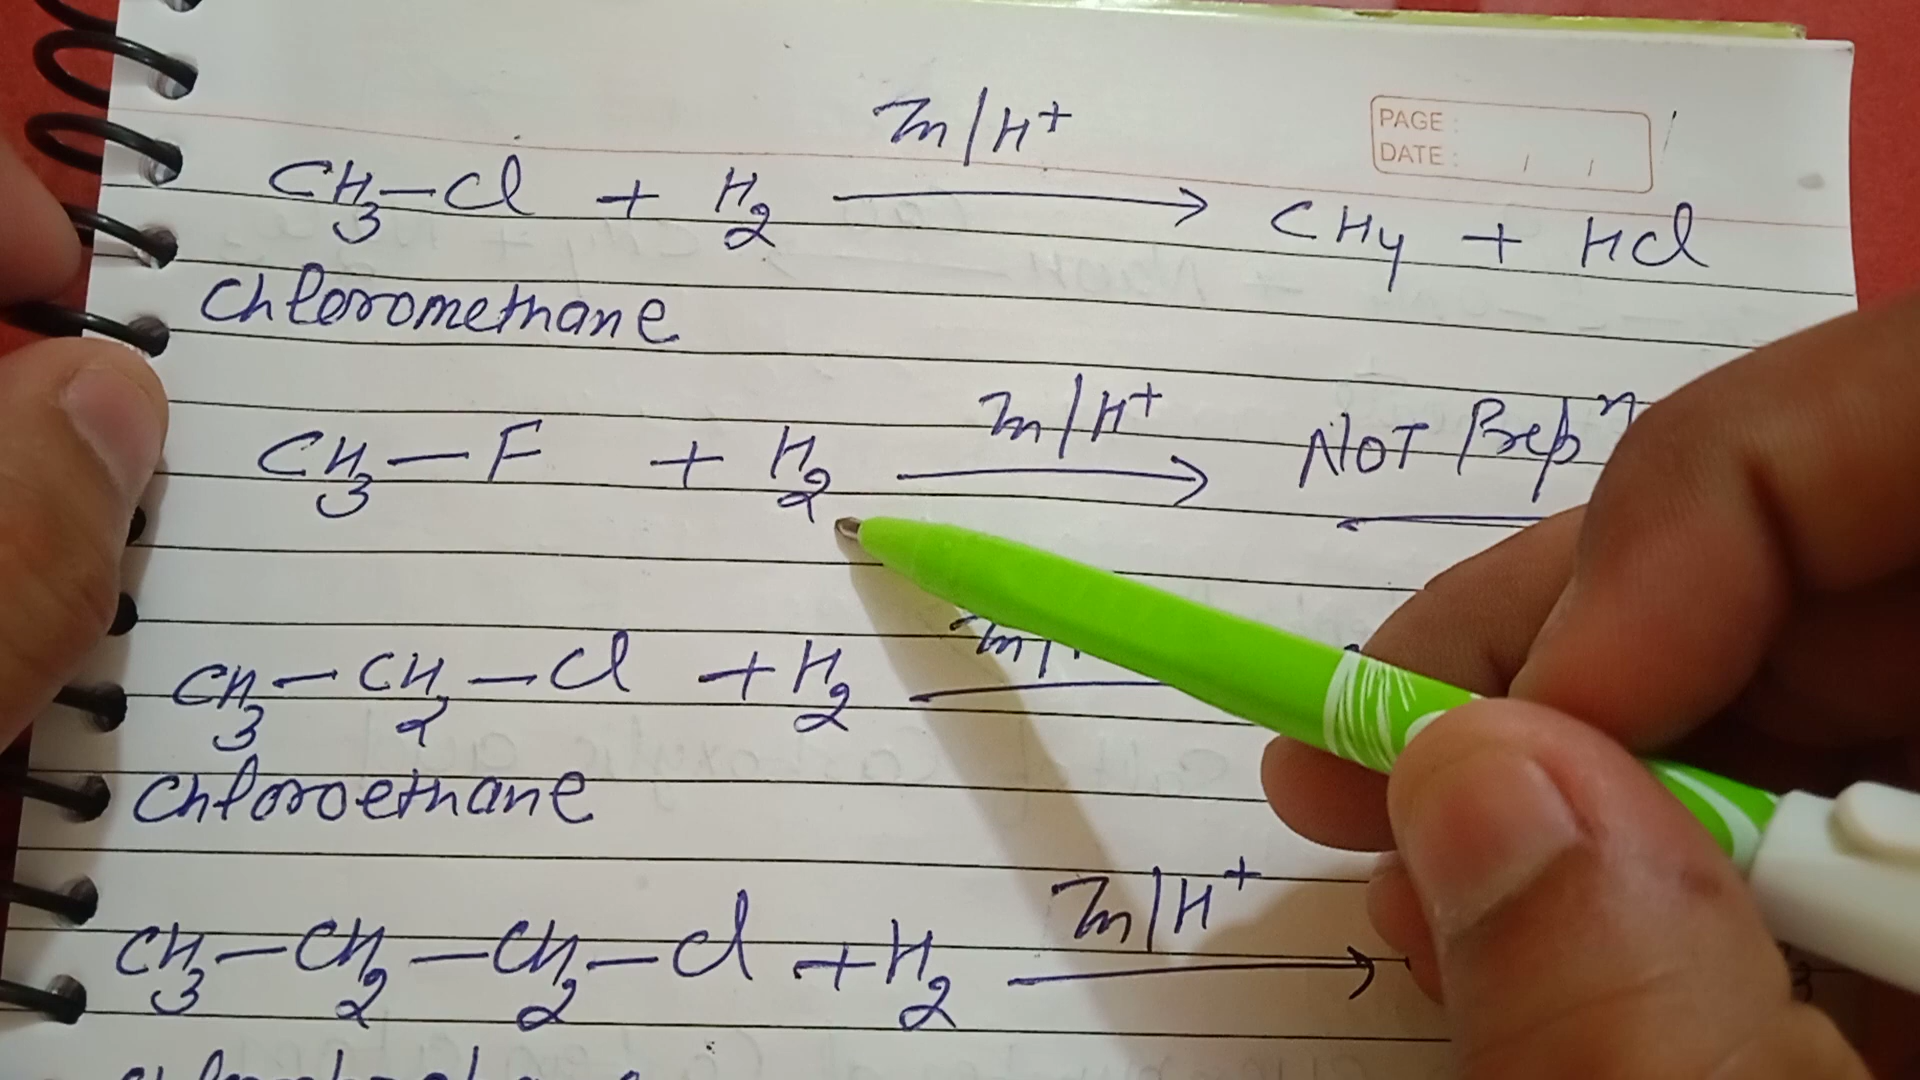 PAGE :
DATE : / /
Zn/H+
CH3-Cl + H2 → CH4 + HCl
Chloromethane
Zn/H+
CH3-F + H2 → NOT Prepn
CH3-CH2-Cl + H2
Chloroethane
Zn/H+
CH3-CH2-CH2-Cl + H2 →